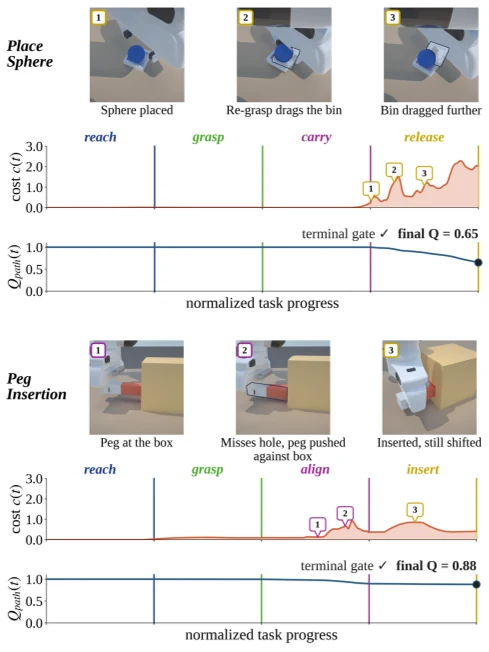 Place
Sphere
1
2
3
Sphere placed
Re-grasp drags the bin
Bin dragged further
reach
grasp
carry
release
cost c(t)
3.0
2.0
1.0
0.0
1
2
3
terminal gate ✓ final Q = 0.65
Qpath(t)
1.0
0.5
0.0
normalized task progress
Peg
Insertion
1
2
3
Peg at the box
Misses hole, peg pushed
against box
Inserted, still shifted
reach
grasp
align
insert
cost c(t)
3.0
2.0
1.0
0.0
1
2
3
terminal gate ✓ final Q = 0.88
Qpath(t)
1.0
0.5
0.0
normalized task progress